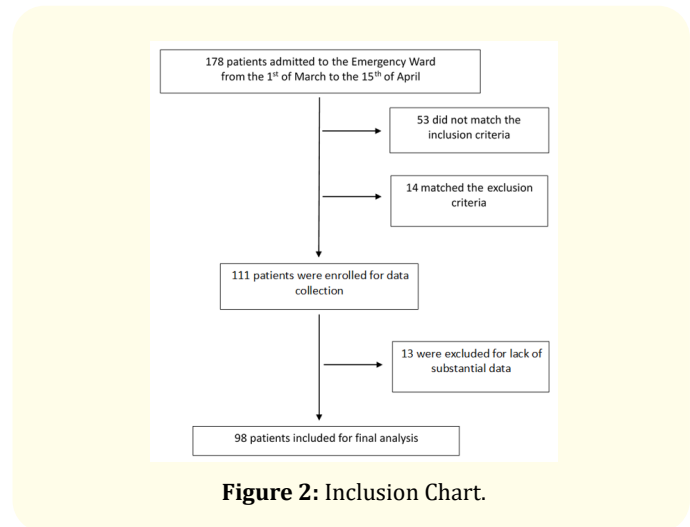 178 patients admitted to the Emergency Ward
from the 1st of March to the 15th of April
53 did not match the
inclusion criteria
14 matched the exclusion
criteria
111 patients were enrolled for data
collection
13 were excluded for lack of
substantial data
98 patients included for final analysis
Figure 2: Inclusion Chart.